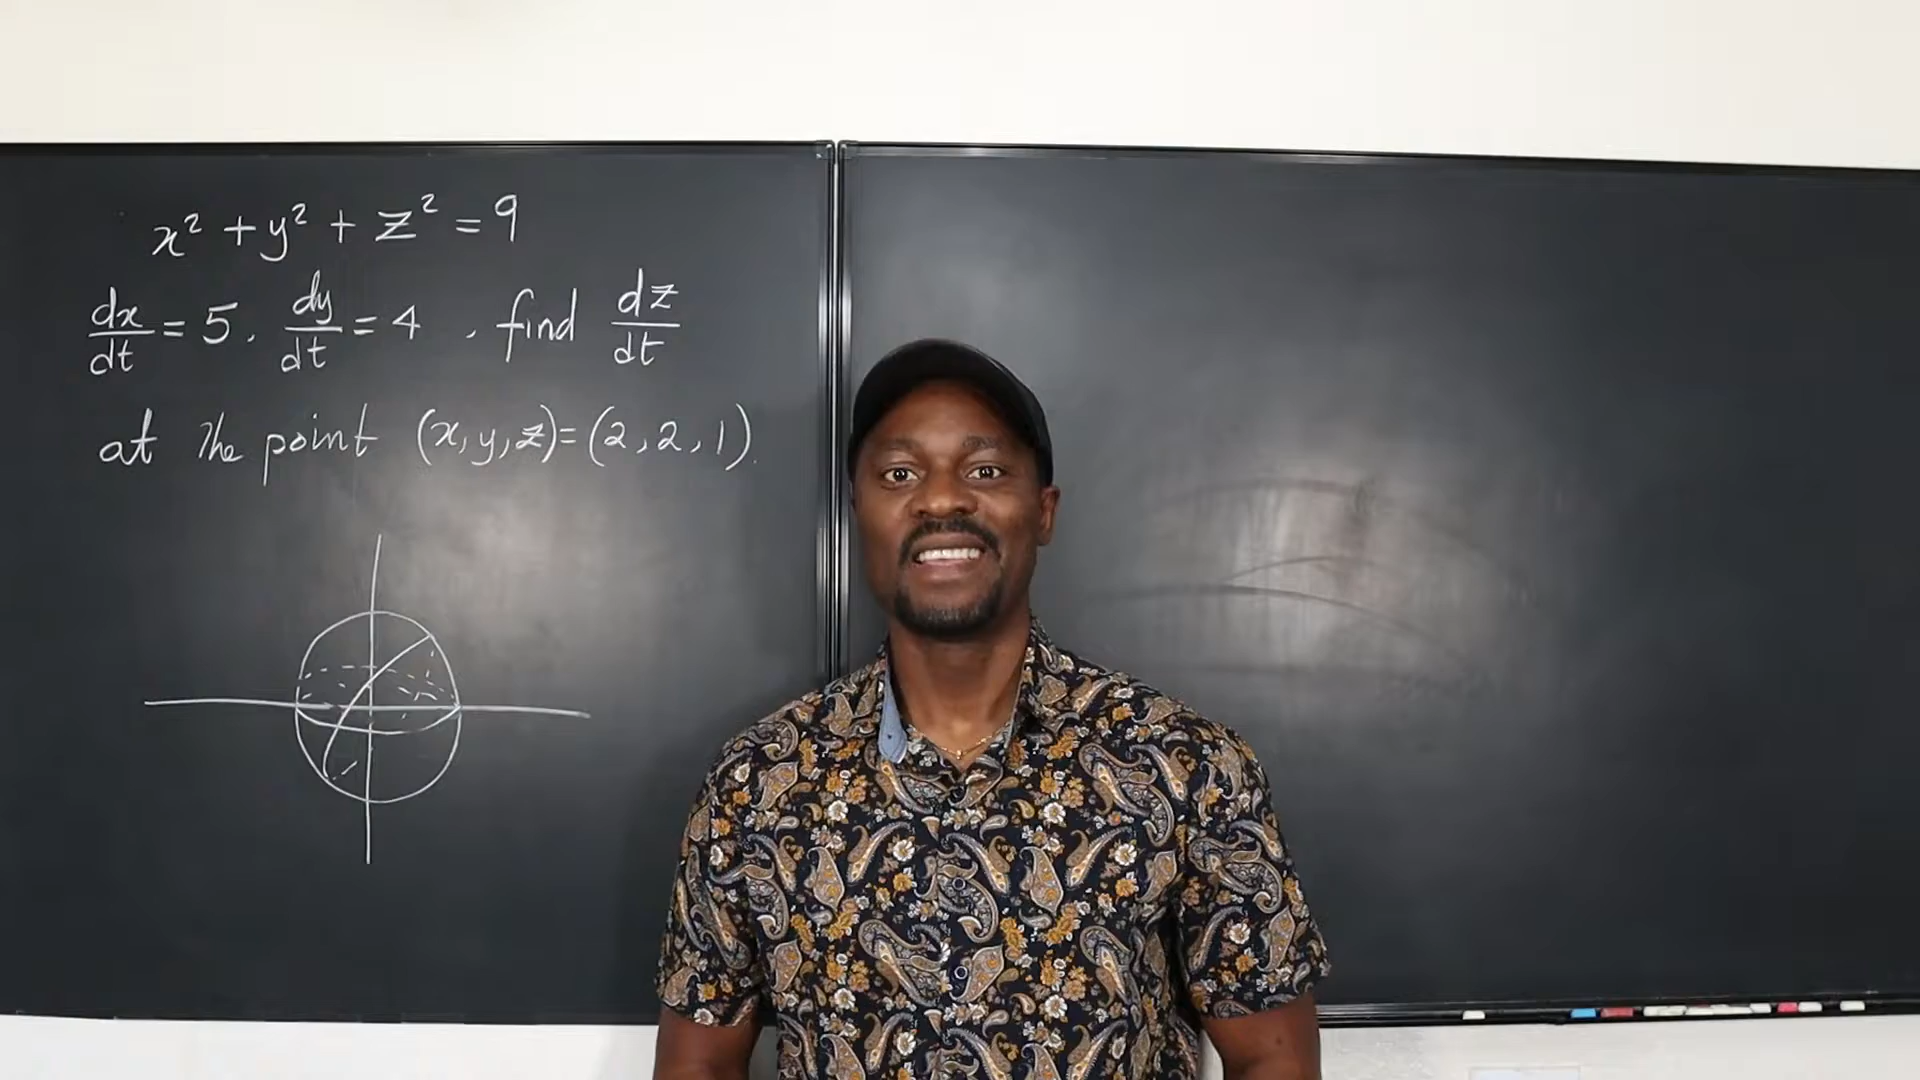 x² + y² + z² = 9
dx/dt = 5, dy/dt = 4, find dz/dt
at the point (x, y, z) = (2, 2, 1).